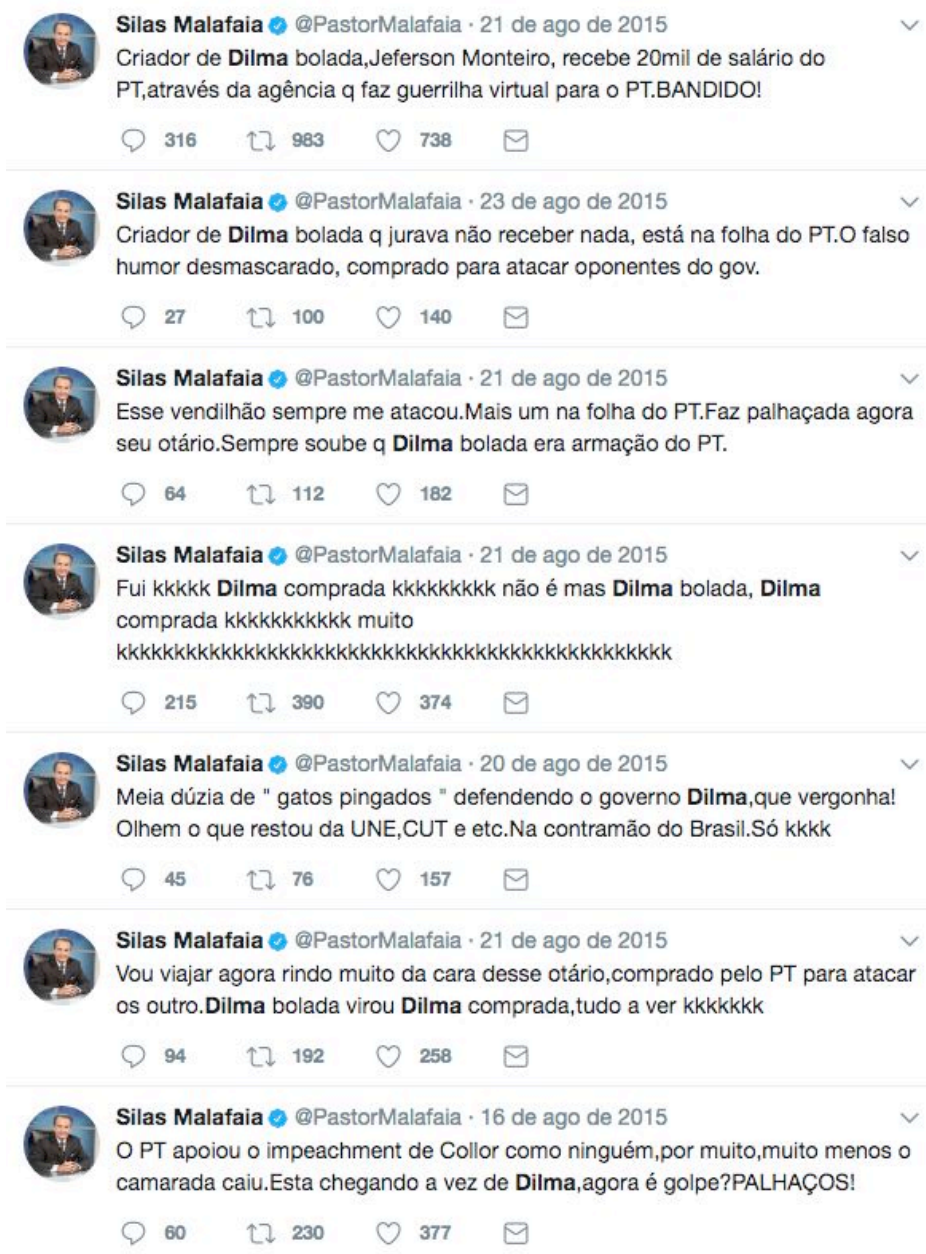 Silas Malafaia @PastorMalafaia · 21 de ago de 2015
Criador de Dilma bolada,Jeferson Monteiro, recebe 20mil de salário do
PT,através da agência q faz guerrilha virtual para o PT.BANDIDO!
316 983 738
Silas Malafaia @PastorMalafaia · 23 de ago de 2015
Criador de Dilma bolada q jurava não receber nada, está na folha do PT.O falso
humor desmascarado, comprado para atacar oponentes do gov.
27 100 140
Silas Malafaia @PastorMalafaia · 21 de ago de 2015
Esse vendilhão sempre me atacou.Mais um na folha do PT.Faz palhaçada agora
seu otário.Sempre soube q Dilma bolada era armação do PT.
64 112 182
Silas Malafaia @PastorMalafaia · 21 de ago de 2015
Fui kkkkk Dilma comprada kkkkkkkkk não é mas Dilma bolada, Dilma
comprada kkkkkkkkkkk muito
kkkkkkkkkkkkkkkkkkkkkkkkkkkkkkkkkkkkkkkkkkkkkkkk
215 390 374
Silas Malafaia @PastorMalafaia · 20 de ago de 2015
Meia dúzia de " gatos pingados " defendendo o governo Dilma,que vergonha!
Olhem o que restou da UNE,CUT e etc.Na contramão do Brasil.Só kkkk
45 76 157
Silas Malafaia @PastorMalafaia · 21 de ago de 2015
Vou viajar agora rindo muito da cara desse otário,comprado pelo PT para atacar
os outro.Dilma bolada virou Dilma comprada,tudo a ver kkkkkkk
94 192 258
Silas Malafaia @PastorMalafaia · 16 de ago de 2015
O PT apoiou o impeachment de Collor como ninguém,por muito,muito menos o
camarada caiu.Esta chegando a vez de Dilma,agora é golpe?PALHAÇOS!
60 230 377